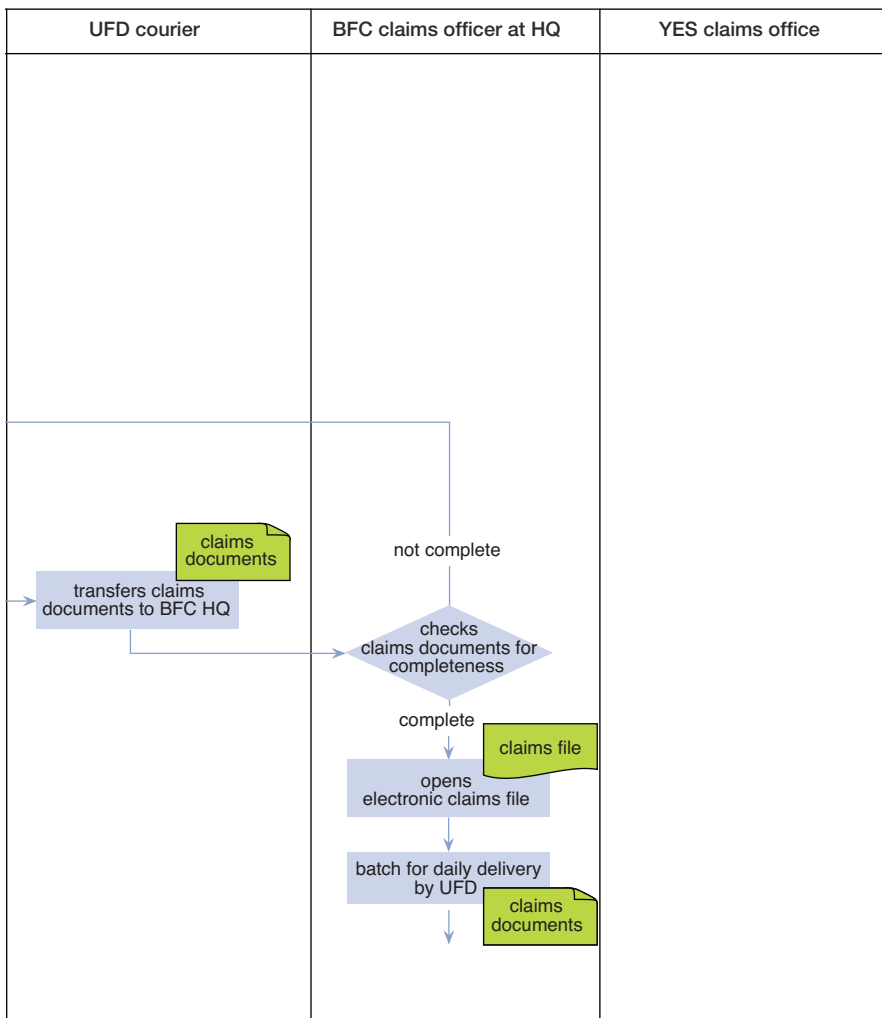 UFD courier
BFC claims officer at HQ
YES claims office
claims
documents
not complete
transfers claims
documents to BFC HQ
checks
claims documents for
completeness
complete
claims file
opens
electronic claims file
batch for daily delivery
by UFD
claims
documents